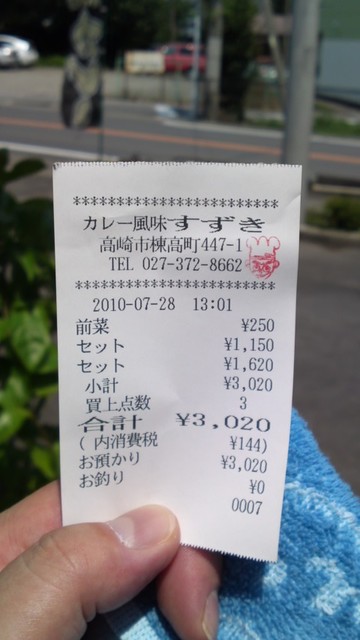 *************************
カレー風味すずき
高崎市棟高町447-1
TEL 027-372-8662
*************************
2010-07-28 13:01
前菜 ¥250
セット ¥1,150
セット ¥1,620
小計 ¥3,020
買上点数 3
合計 ¥3,020
(内消費税 ¥144)
お預かり ¥3,020
お釣り ¥0
0007